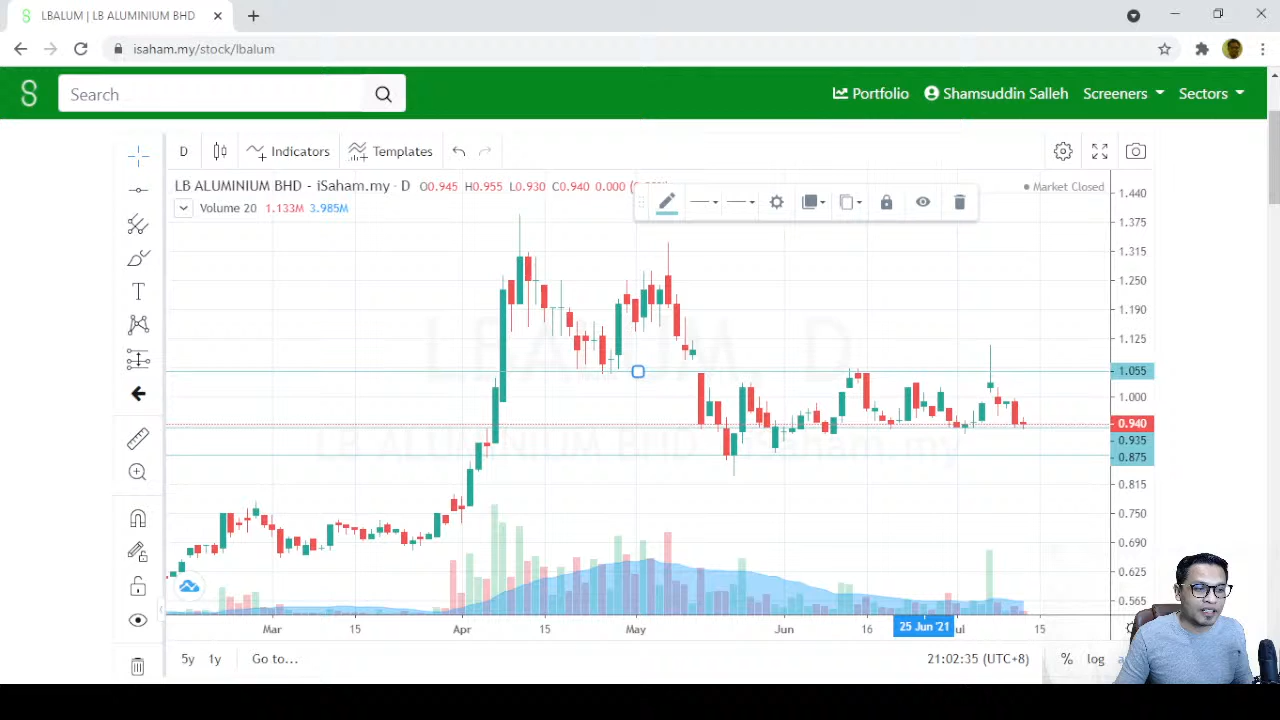 LBALUM | LB ALUMINIUM BHD
isaham.my/stock/lbalum
Search
Portfolio
Shamsuddin Salleh
Screeners
Sectors
D
Indicators
Templates
LB ALUMINIUM BHD - iSaham.my · D O0.945 H0.955 L0.930 C0.940 0.000
Market Closed
Volume 20 1.133M 3.985M
1.440
1.375
1.315
1.250
1.190
1.125
1.055
1.000
0.940
0.935
0.875
0.815
0.750
0.690
0.625
0.565
LBALUM, D
Mar
15
Apr
15
May
Jun
16
25 Jun '21
15
5y
1y
Go to...
21:02:35 (UTC+8)
%
log